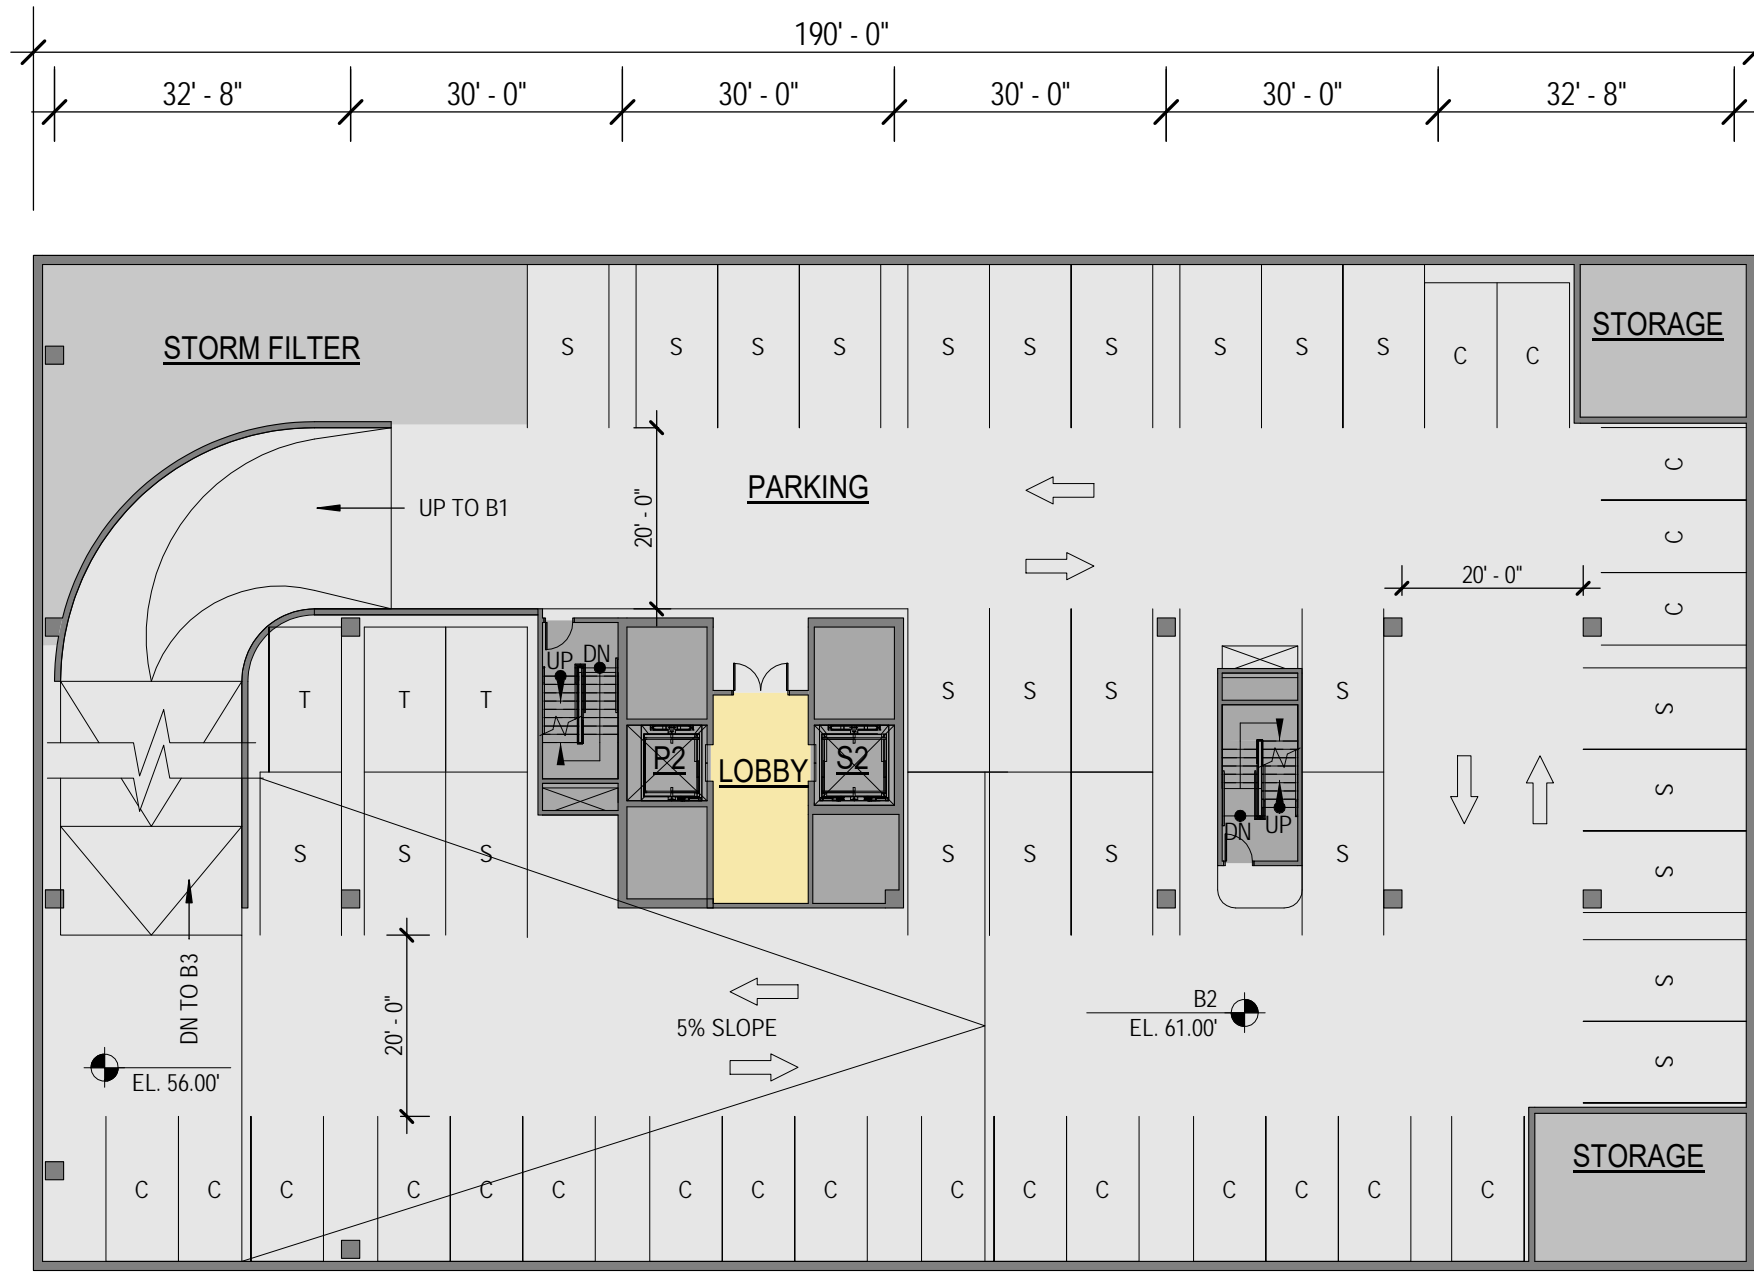 190' - 0"
32' - 8" 30' - 0" 30' - 0" 30' - 0" 30' - 0" 32' - 8"
STORM FILTER
S S S S S S S S S S C C
STORAGE
C
PARKING
UP TO B1
20' - 0"
C
20' - 0"
C
UP DN
T T T
S S S S
S
P2 LOBBY S2
S
DN UP
S S S
S S S S
S
DN TO B3
S
B2
EL. 61.00'
20' - 0"
5% SLOPE
S
EL. 56.00'
STORAGE
C C C C C C C C C C C C C C C C